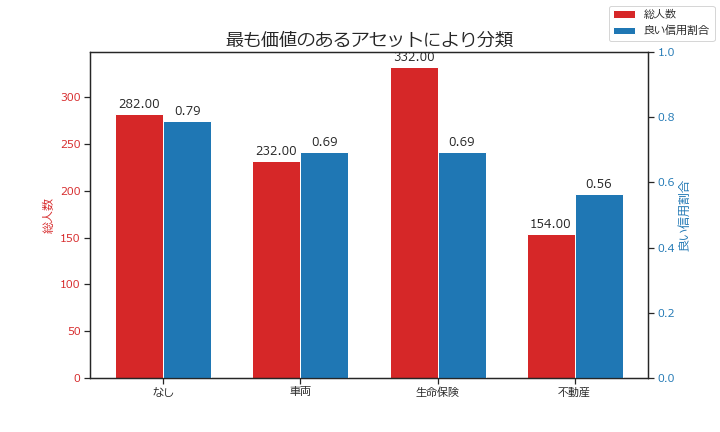 総人数
良い信用割合
最も価値のあるアセットにより分類
332.00
282.00
0.79
232.00
0.69
0.69
154.00
0.56
300
250
200
150
100
50
0
総人数
1.0
0.8
0.6
0.4
0.2
0.0
良い信用割合
なし
車両
生命保険
不動産